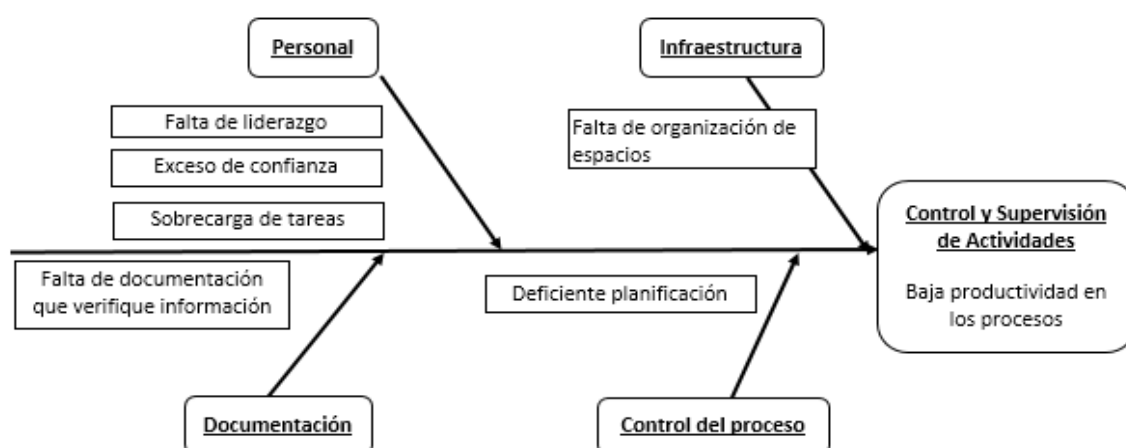 Personal
Infraestructura
Falta de liderazgo
Exceso de confianza
Sobrecarga de tareas
Falta de organización de
espacios
Control y Supervisión
de Actividades
Baja productividad en
los procesos
Falta de documentación
que verifique información
Deficiente planificación
Documentación
Control del proceso